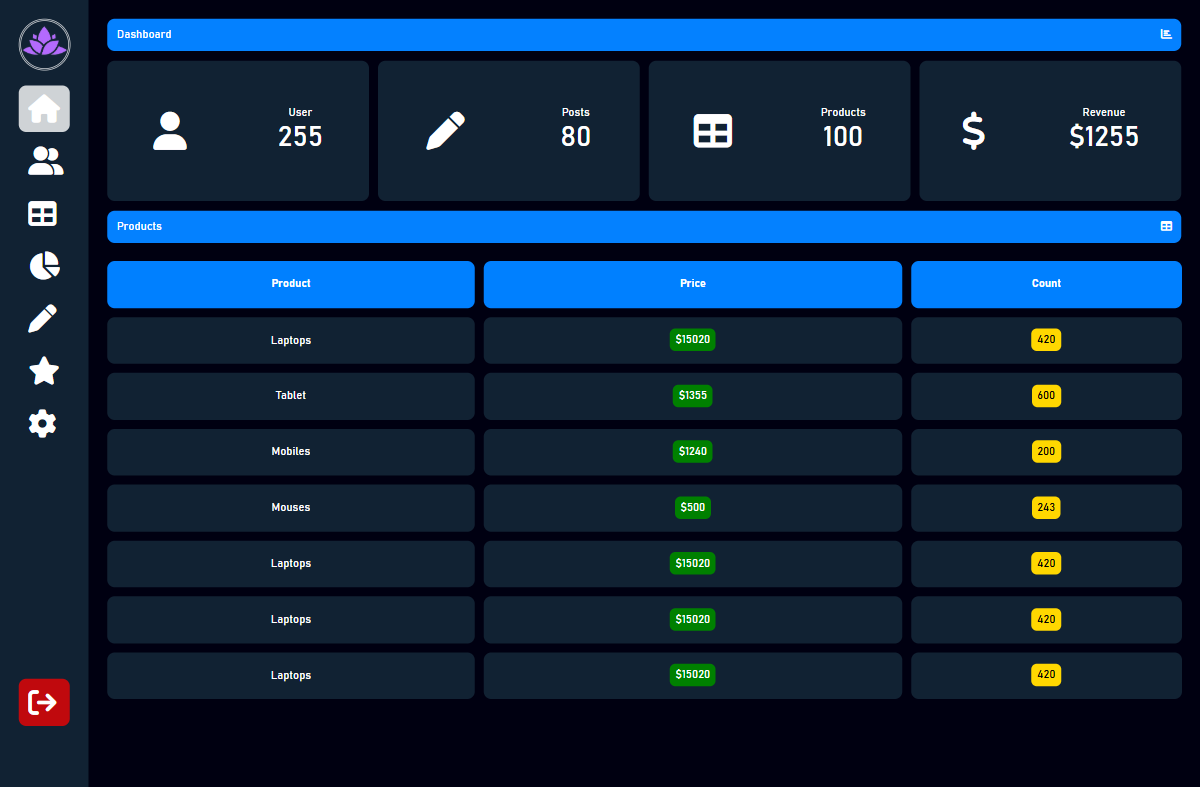 Dashboard
User
255
Posts
80
Products
100
Revenue
$1255
Products
Product Price Count
Laptops $15020 420
Tablet $1355 600
Mobiles $1240 200
Mouses $500 243
Laptops $15020 420
Laptops $15020 420
Laptops $15020 420